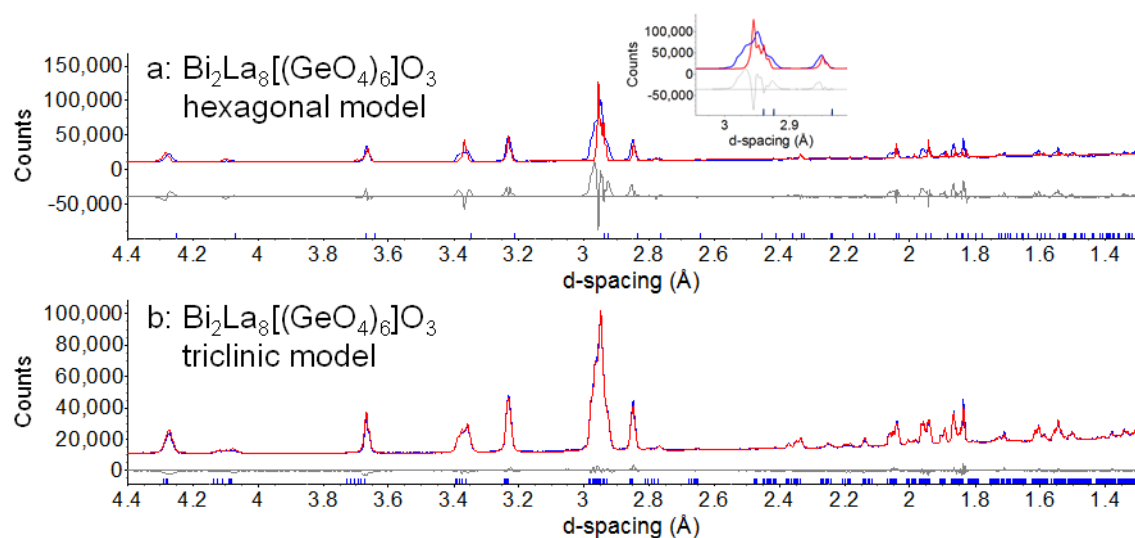 a: Bi₂La₈[(GeO₄)₆]O₃
hexagonal model
Counts
150,000
100,000
50,000
0
-50,000
4.4 4.2 4 3.8 3.6 3.4 3.2 3 2.8 2.6 2.4 2.2 2 1.8 1.6 1.4
d-spacing (Å)
Counts
100,000
50,000
0
-50,000
3 2.9
d-spacing (Å)
b: Bi₂La₈[(GeO₄)₆]O₃
triclinic model
Counts
100,000
80,000
60,000
40,000
20,000
0
4.4 4.2 4 3.8 3.6 3.4 3.2 3 2.8 2.6 2.4 2.2 2 1.8 1.6 1.4
d-spacing (Å)